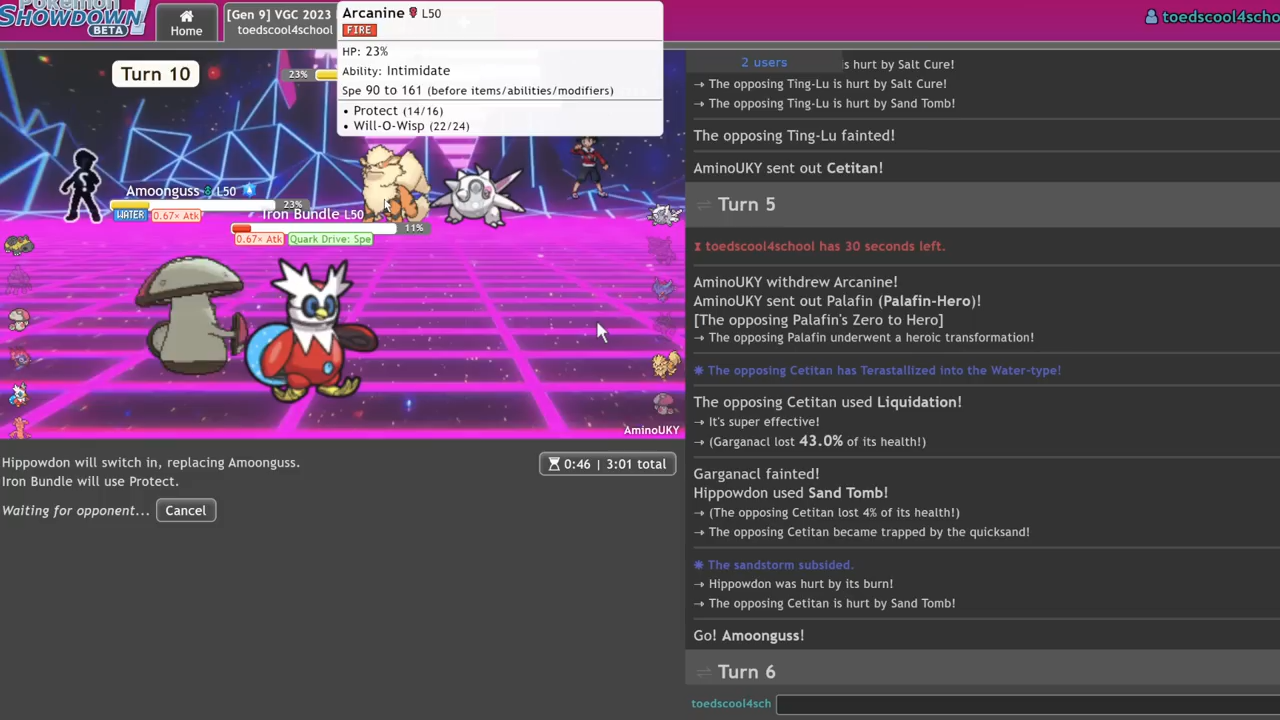 Pokémon
SHOWDOWN!
BETA
Home
[Gen 9] VGC 2023
toedscool4school
Arcanine L50
FIRE
HP: 23%
Ability: Intimidate
Spe 90 to 161 (before items/abilities/modifiers)
• Protect (14/16)
• Will-O-Wisp (22/24)
toedscool4scho
Turn 10
23%
Amoonguss L50
23%
WATER 0.67× Atk
Iron Bundle L50
11%
0.67× Atk Quark Drive: Spe
AminoUKY
Hippowdon will switch in, replacing Amoonguss.
Iron Bundle will use Protect.
Waiting for opponent... Cancel
0:46 | 3:01 total
2 users
s hurt by Salt Cure!
→ The opposing Ting-Lu is hurt by Salt Cure!
→ The opposing Ting-Lu is hurt by Sand Tomb!
The opposing Ting-Lu fainted!
AminoUKY sent out Cetitan!
Turn 5
toedscool4school has 30 seconds left.
AminoUKY withdrew Arcanine!
AminoUKY sent out Palafin (Palafin-Hero)!
[The opposing Palafin's Zero to Hero]
→ The opposing Palafin underwent a heroic transformation!
The opposing Cetitan has Terastallized into the Water-type!
The opposing Cetitan used Liquidation!
→ It's super effective!
→ (Garganacl lost 43.0% of its health!)
Garganacl fainted!
Hippowdon used Sand Tomb!
→ (The opposing Cetitan lost 4% of its health!)
→ The opposing Cetitan became trapped by the quicksand!
The sandstorm subsided.
→ Hippowdon was hurt by its burn!
→ The opposing Cetitan is hurt by Sand Tomb!
Go! Amoonguss!
Turn 6
toedscool4sch